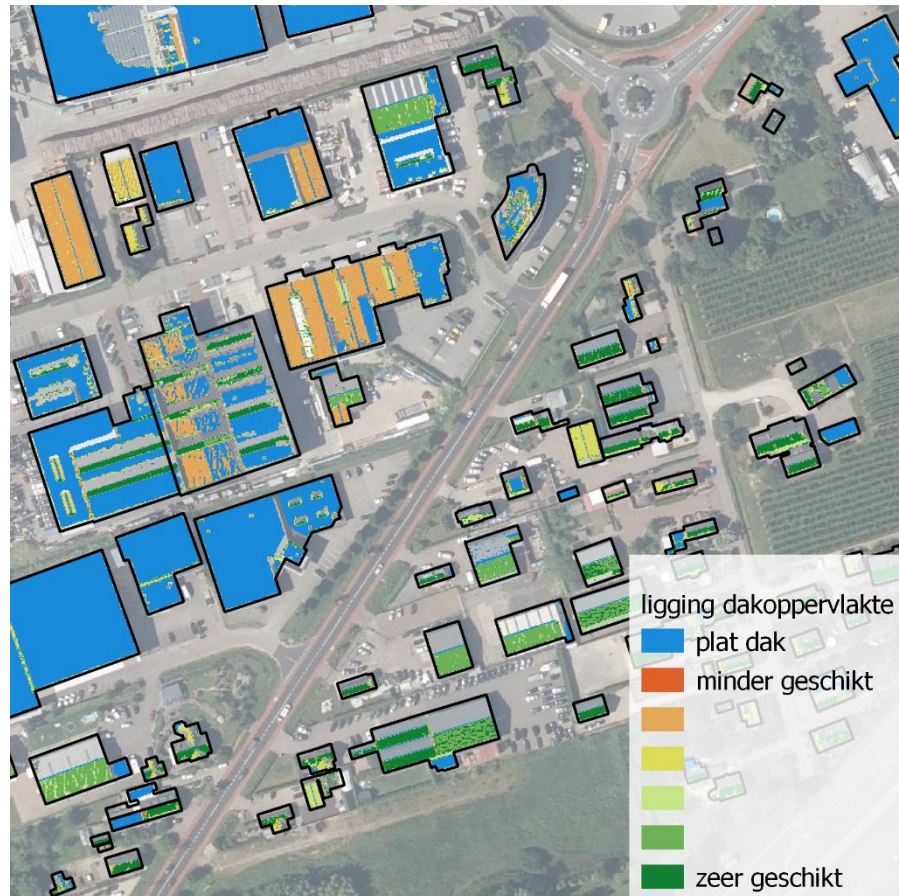 ligging dakoppervlakte
plat dak
minder geschikt
zeer geschikt